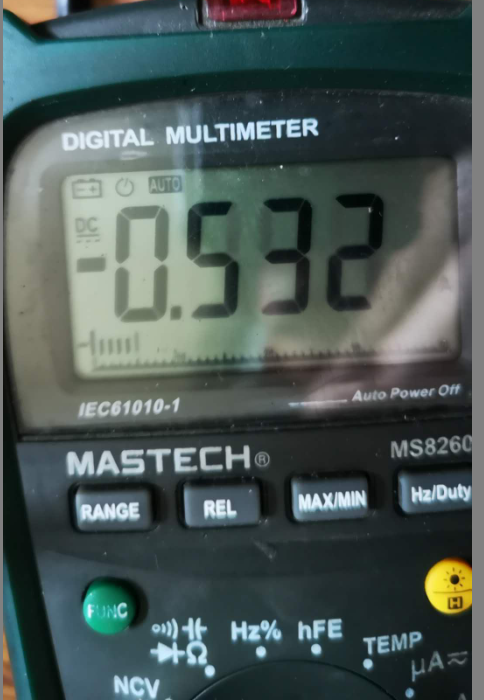 DIGITAL MULTIMETER
AUTO
DC
-0.532
IEC61010-1
Auto Power Off
MASTECH®
MS8260
RANGE
REL
MAX/MIN
Hz/Duty
FUNC
H
Hz%
hFE
Ω
TEMP
NCV
µA